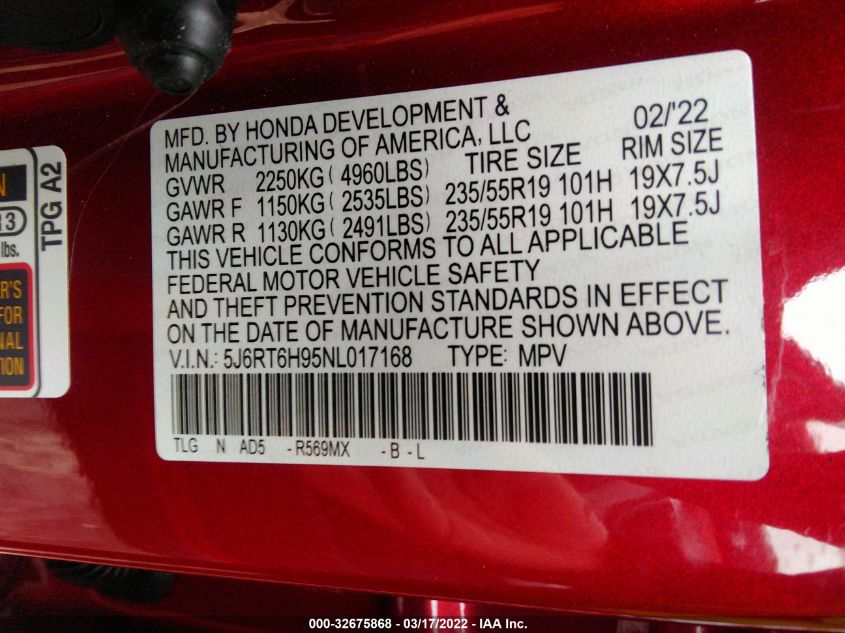 MFD. BY HONDA DEVELOPMENT & 02/'22
MANUFACTURING OF AMERICA, LLC TIRE SIZE RIM SIZE
GVWR 2250KG ( 4960LBS)
GAWR F 1150KG ( 2535LBS) 235/55R19 101H 19X7.5J
GAWR R 1130KG ( 2491LBS) 235/55R19 101H 19X7.5J
THIS VEHICLE CONFORMS TO ALL APPLICABLE
FEDERAL MOTOR VEHICLE SAFETY
AND THEFT PREVENTION STANDARDS IN EFFECT
ON THE DATE OF MANUFACTURE SHOWN ABOVE.
V.I.N.: 5J6RT6H95NL017168 TYPE: MPV
TLG N AD5 -R569MX -B -L
TPG A2
lbs.
FOR
000-32675868 - 03/17/2022 - IAA Inc.